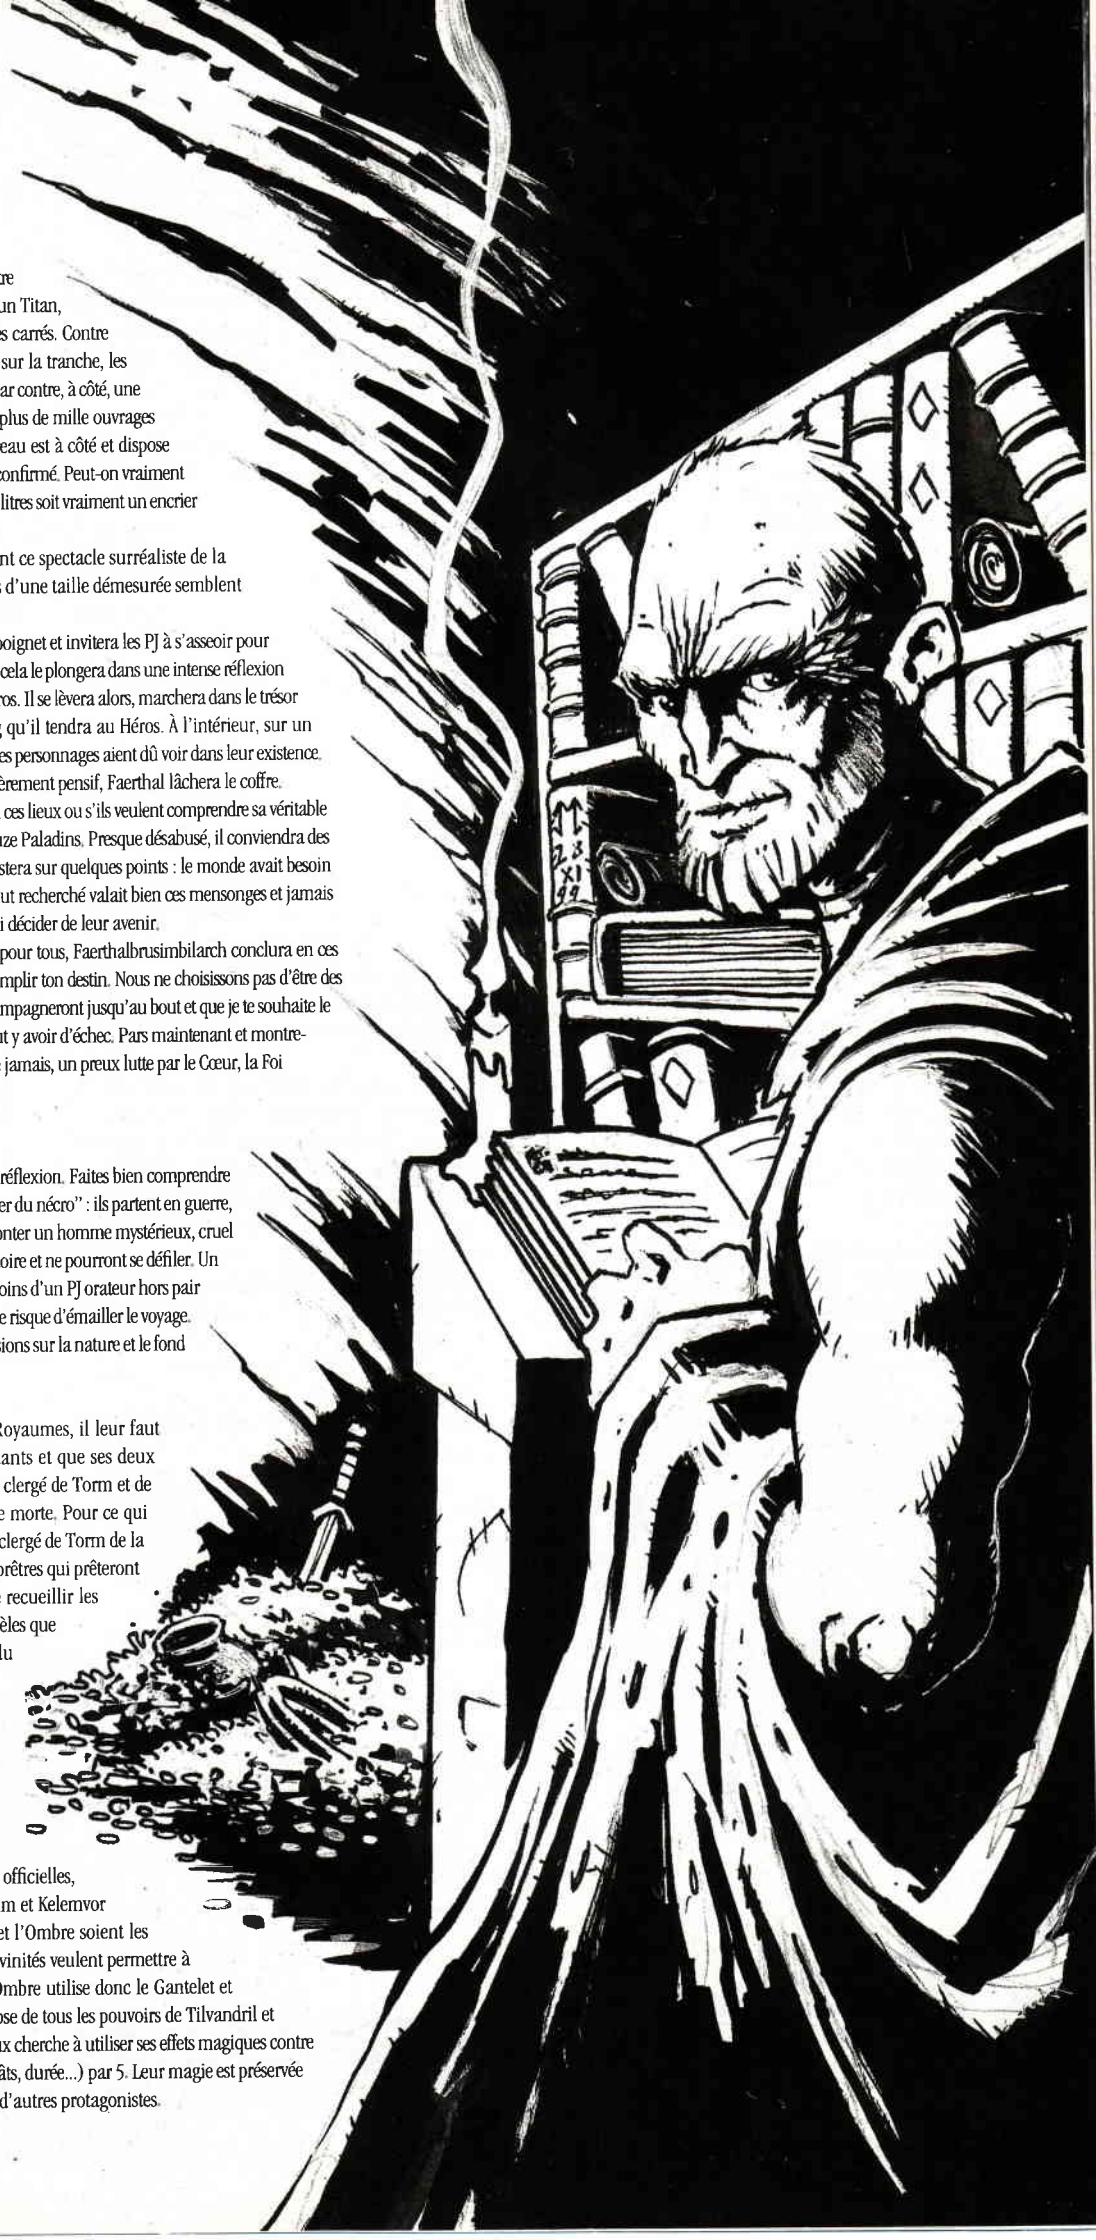 un Titan,
carrés. Contre
sur la tranche, les
ar contre, à côté, une
plus de mille ouvrages
eau est à côté et dispose
onfirmé. Peut-on vraiment
litres soit vraiment un encrier
nt ce spectacle surréaliste de la
d'une taille démesurée semblent
oignet et invitera les PJ à s'asseoir pour
cela le plongera dans une intense réflexion
ros. Il se lèvera alors, marchera dans le trésor
qu'il tendra au Héros. À l'intérieur, sur un
es personnages aient dû voir dans leur existence.
èrement pensif, Faerthal lâchera le coffre.
ces lieux ou s'ils veulent comprendre sa véritable
uze Paladins. Presque désabusé, il conviendra des
stera sur quelques points : le monde avait besoin
ut recherché valait bien ces mensonges et jamais
i décider de leur avenir.
pour tous, Faerthalbrusimbilarch conclura en ces
mplir ton destin. Nous ne choisissons pas d'être des
mpagneront jusqu'au bout et que je te souhaite le
ut y avoir d'échec. Pars maintenant et montre-
jamais, un preux lutte par le Cœur, la Foi
réflexion. Faites bien comprendre
er du nécro" : ils partent en guerre,
onter un homme mystérieux, cruel
oire et ne pourront se défiler. Un
oins d'un PJ orateur hors pair
e risque d'émailler le voyage.
sions sur la nature et le fond
Royaumes, il leur faut
ants et que ses deux
clergé de Torm et de
e morte. Pour ce qui
clergé de Torm de la
prêtres qui prêteront
recueillir les
èles que
lu
officielles,
m et Kelemvor
et l'Ombre soient les
vinités veulent permettre à
Ombre utilise donc le Gantelet et
ose de tous les pouvoirs de Tilvandril et
ux cherche à utiliser ses effets magiques contre
âts, durée...) par 5. Leur magie est préservée
d'autres protagonistes.
28
XI
99